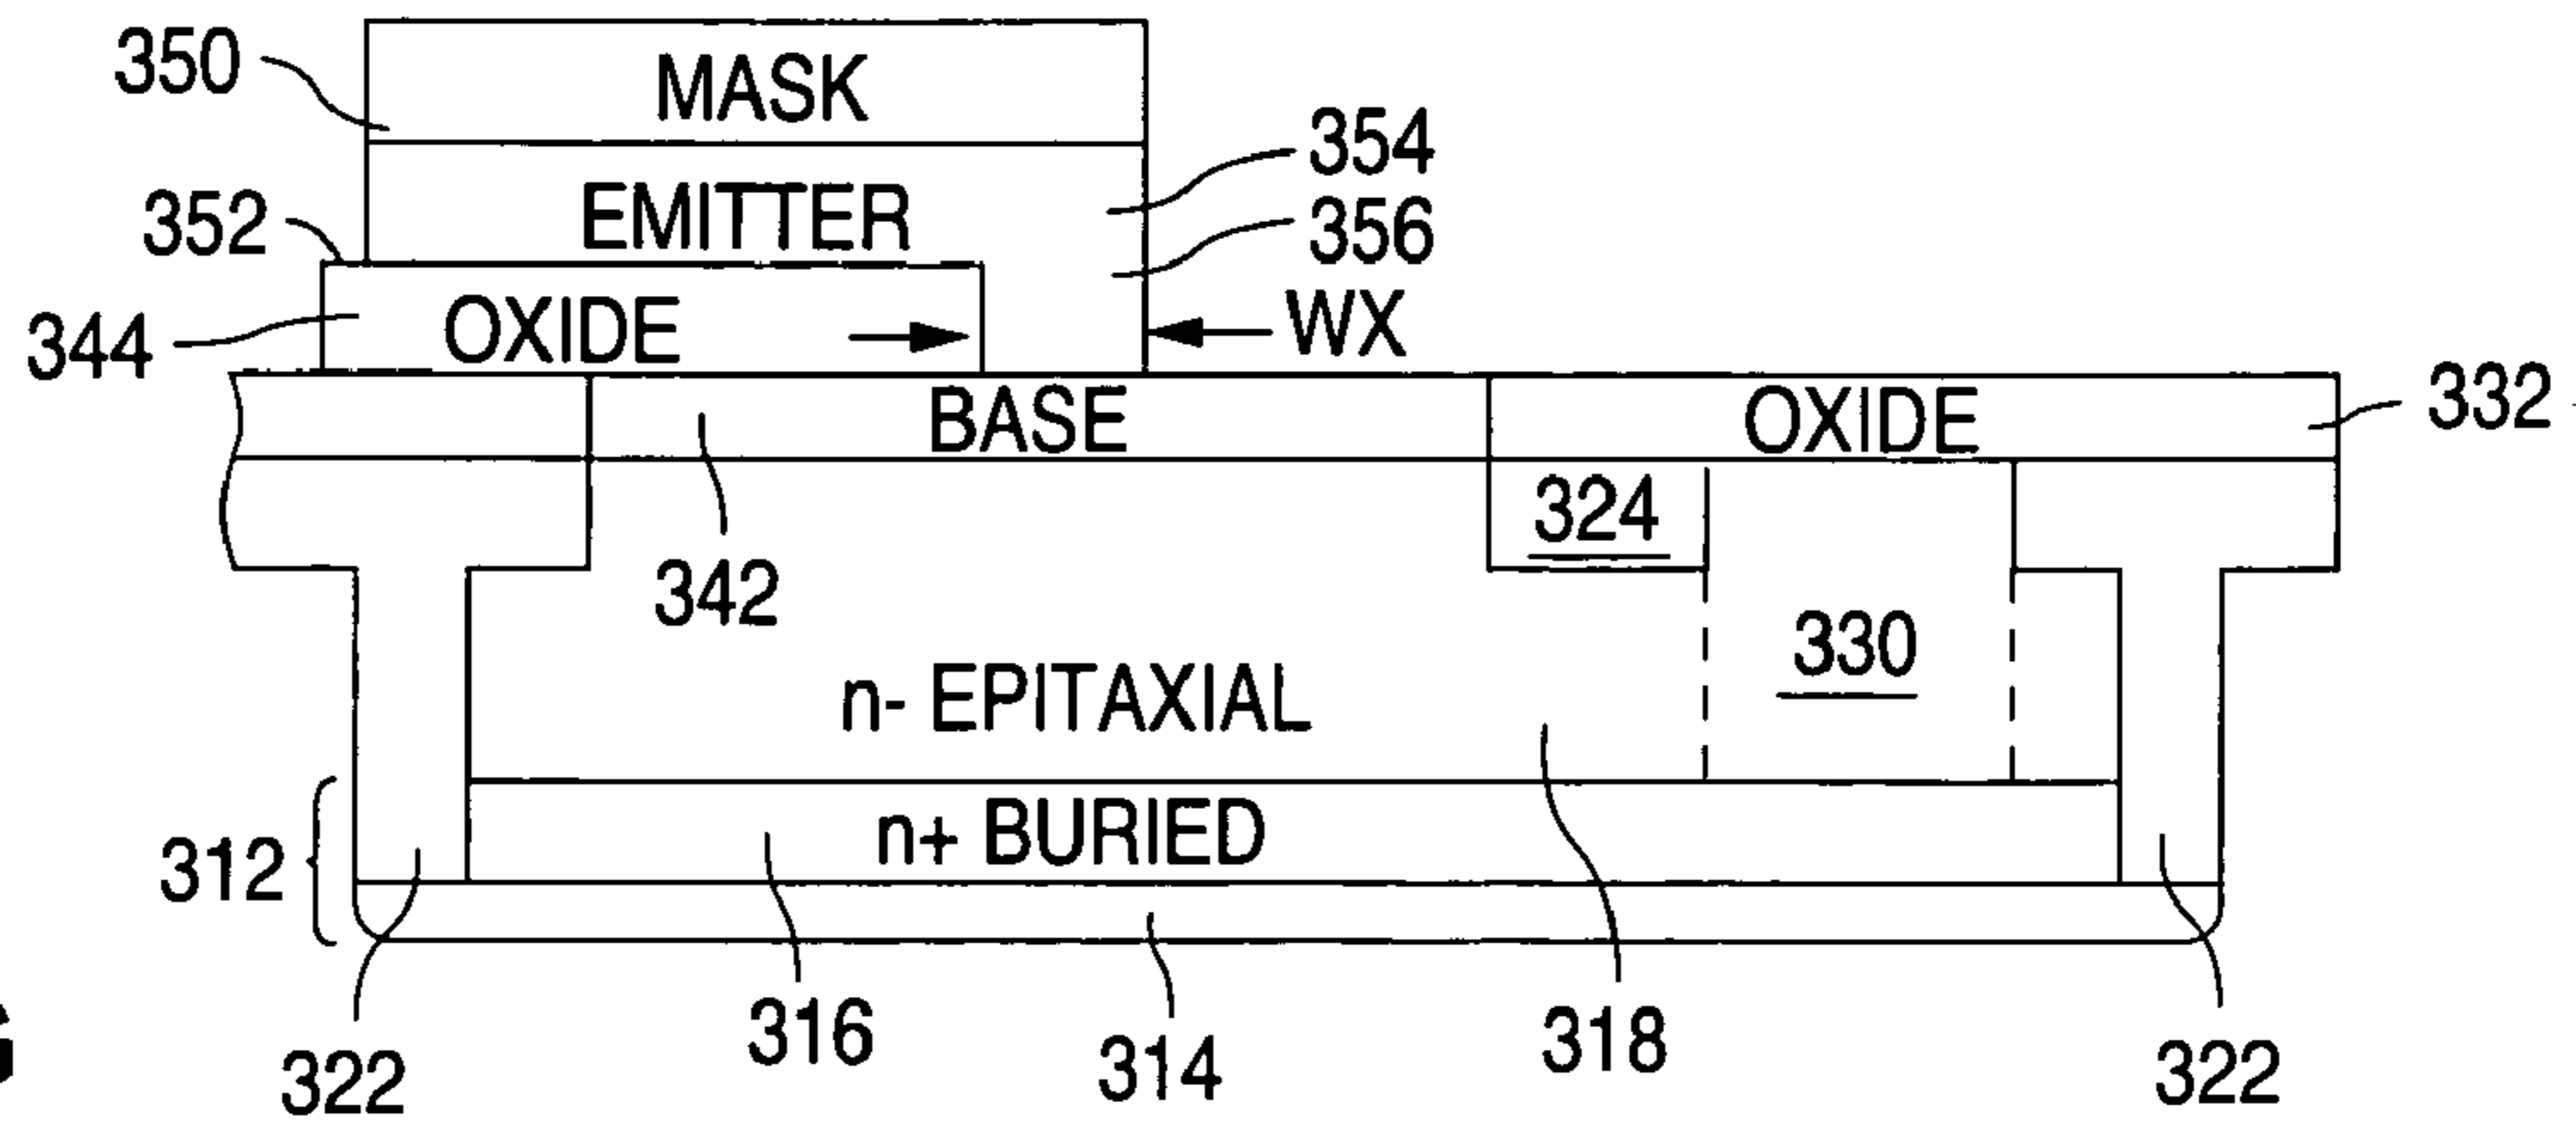 350
MASK
354
EMITTER
352
356
344
OXIDE
WX
BASE
OXIDE
332
324
342
330
n- EPITAXIAL
312
n+ BURIED
322
316
314
318
322
G